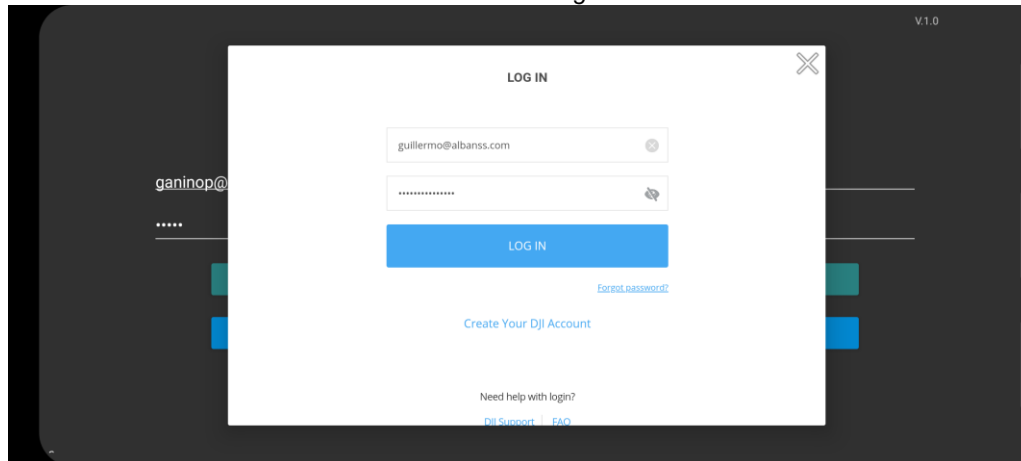 V.1.0
LOG IN
guillermo@albanss.com
ganinop@
•••••••••••••••
•••••
LOG IN
Forgot password?
Create Your DJI Account
Need help with login?
DJI Support | FAQ